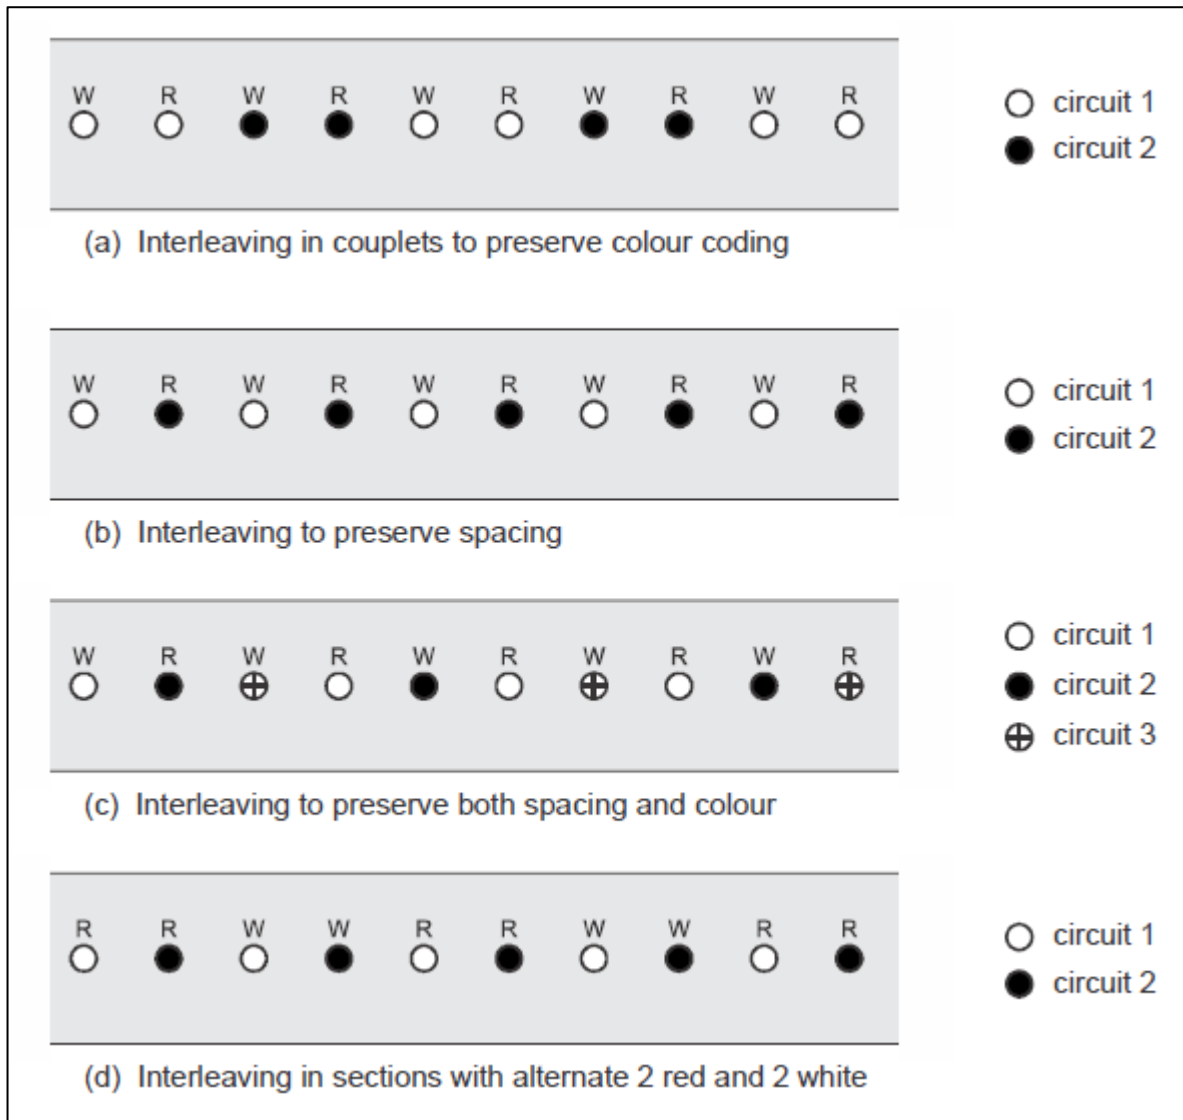 W R W R W R W R W R
circuit 1
circuit 2
(a) Interleaving in couplets to preserve colour coding
W R W R W R W R W R
circuit 1
circuit 2
(b) Interleaving to preserve spacing
W R W R W R W R W R
circuit 1
circuit 2
circuit 3
(c) Interleaving to preserve both spacing and colour
R R W W R R W W R R
circuit 1
circuit 2
(d) Interleaving in sections with alternate 2 red and 2 white